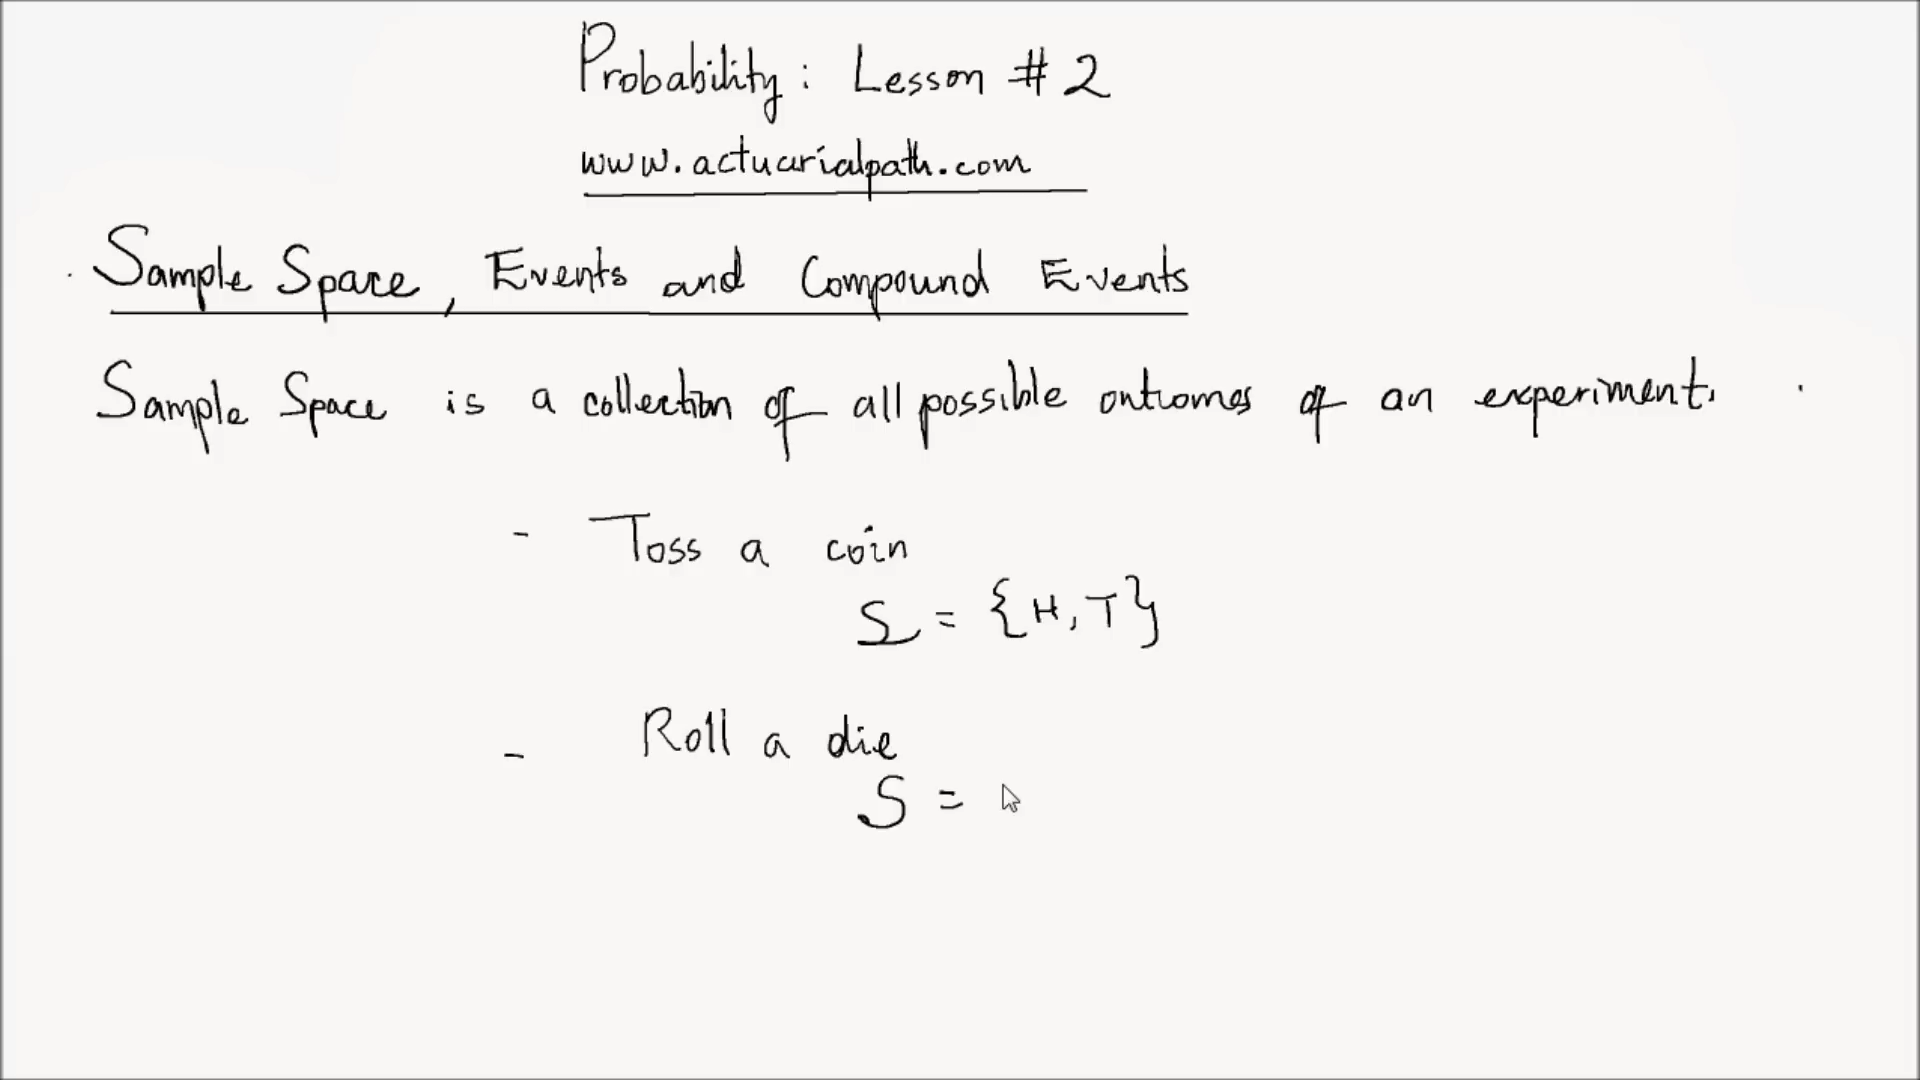 Probability: Lesson # 2
www.actuarialpath.com
Sample Space, Events and Compound Events
Sample Space is a collection of all possible outcomes of an experiment.
- Toss a coin
S = {H, T}
- Roll a die
S =